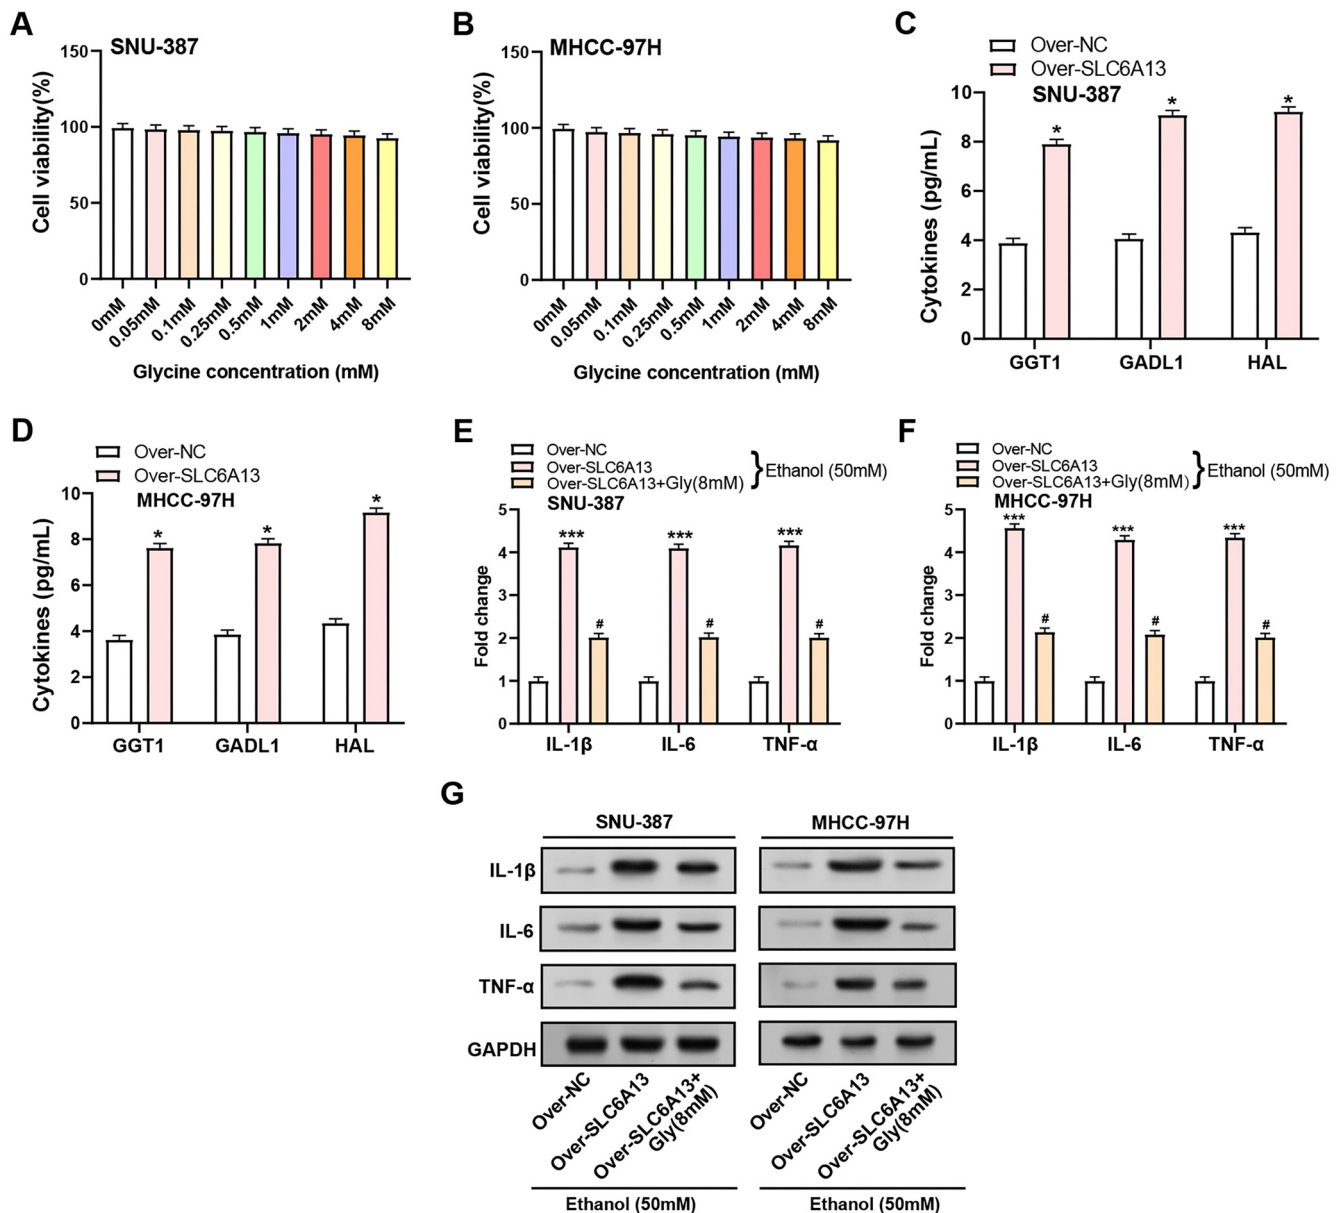 A
SNU-387
Cell viability(%)
150
100
50
0
0mM
0.05mM
0.1mM
0.25mM
0.5mM
1mM
2mM
4mM
8mM
Glycine concentration (mM)
B
MHCC-97H
Cell viability(%)
150
100
50
0
0mM
0.05mM
0.1mM
0.25mM
0.5mM
1mM
2mM
4mM
8mM
Glycine concentration (mM)
C
Over-NC
Over-SLC6A13
SNU-387
Cytokines (pg/mL)
10
8
6
4
2
0
*
*
*
GGT1
GADL1
HAL
D
Over-NC
Over-SLC6A13
MHCC-97H
Cytokines (pg/mL)
10
8
6
4
2
0
*
*
*
GGT1
GADL1
HAL
E
Over-NC
Over-SLC6A13
Over-SLC6A13+Gly(8mM)
} Ethanol (50mM)
SNU-387
Fold change
5
4
3
2
1
0
***
#
***
#
***
#
IL-1β
IL-6
TNF-α
F
Over-NC
Over-SLC6A13
Over-SLC6A13+Gly(8mM)
} Ethanol (50mM)
MHCC-97H
Fold change
5
4
3
2
1
0
***
#
***
#
***
#
IL-1β
IL-6
TNF-α
G
SNU-387
MHCC-97H
IL-1β
IL-6
TNF-α
GAPDH
Over-NC
Over-SLC6A13
Over-SLC6A13+
Gly(8mM)
Over-NC
Over-SLC6A13
Over-SLC6A13+
Gly(8mM)
Ethanol (50mM)
Ethanol (50mM)